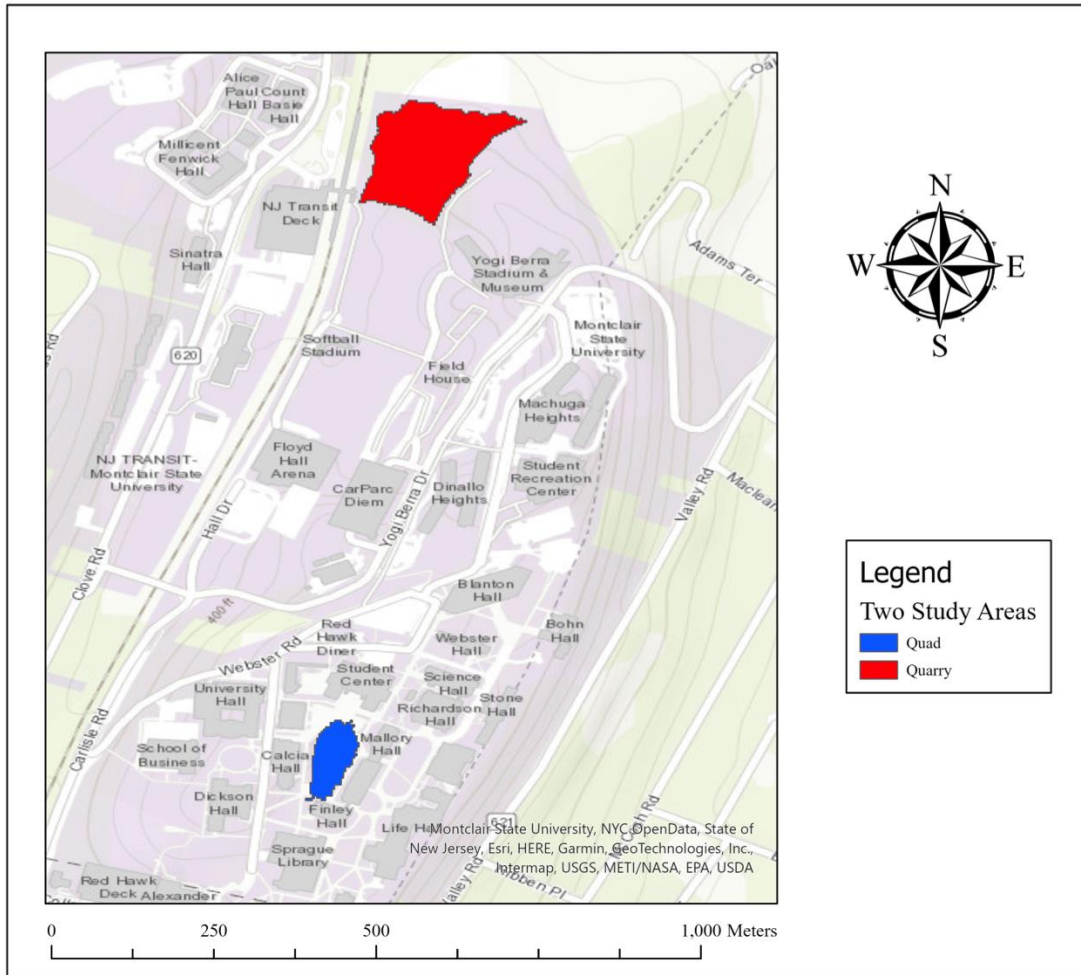 Alice
Paul Count
Hall Basie
Hall
Millicent
Fenwick
Hall
NJ Transit
Deck
Sinatra
Hall
Yogi Berra
Stadium &
Museum
Adams Ter
Montclair
State
University
620
Softball
Stadium
Field
House
Machuga
Heights
NJ TRANSIT-
Montclair State
University
Floyd
Hall
Arena
CarParc
Diem
Yogi Berra Dr
Dinallo
Heights
Student
Recreation
Center
Valley Rd
Hall Dr
Clove Rd
400 ft
Blanton
Hall
Bohn
Hall
Red
Hawk
Diner
Webster
Hall
Webster Rd
Student
Center
Science
Hall
Stone
Hall
Richardson
Hall
University
Hall
Carlisle Rd
School of
Business
Calcia
Hall
Mallory
Hall
Dickson
Hall
Finley
Hall
621
Sprague
Library
Red Hawk
Deck
Alexander
Montclair State University, NYC OpenData, State of
New Jersey, Esri, HERE, Garmin, GeoTechnologies, Inc.,
Intermap, USGS, METI/NASA, EPA, USDA
0 250 500 1,000 Meters
N
W E
S
Legend
Two Study Areas
Quad
Quarry